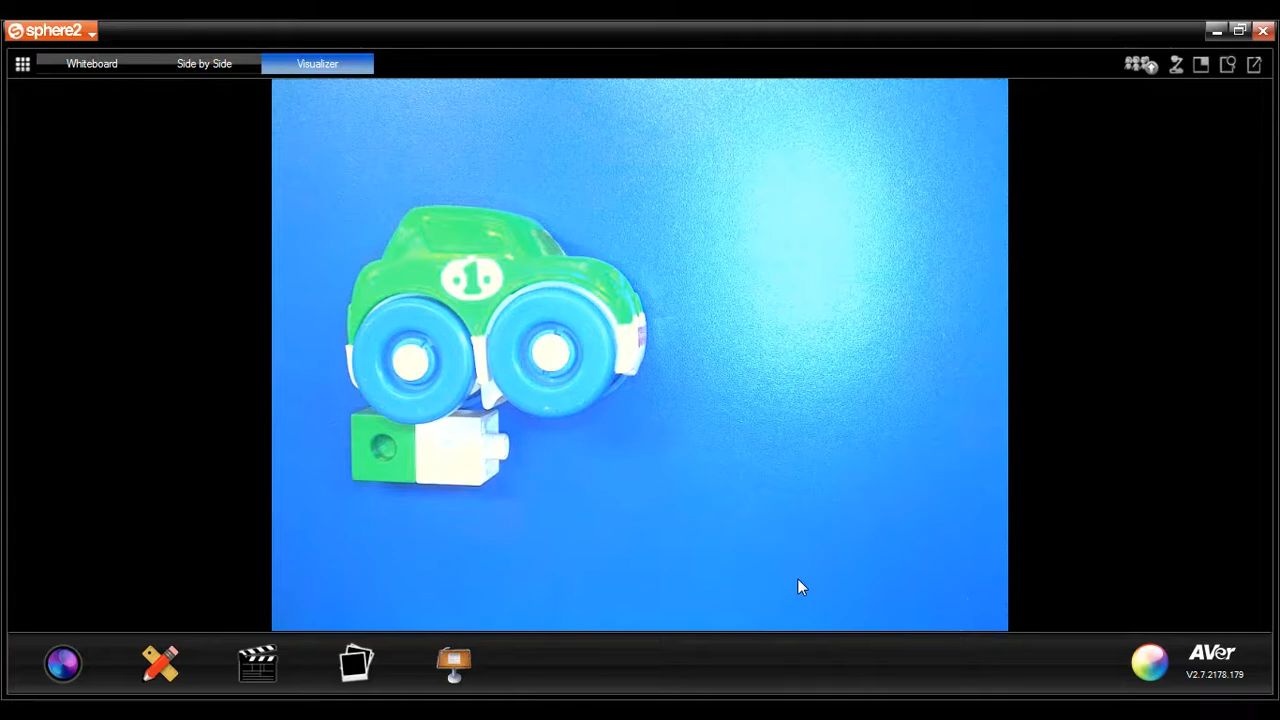 sphere2
Whiteboard
Side by Side
Visualizer
1
AVer
V2.7.2178.179